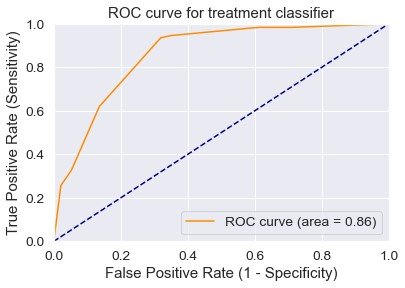 ROC curve for treatment classifier
True Positive Rate (Sensitivity)
1.0
0.8
0.6
0.4
0.2
0.0
ROC curve (area = 0.86)
0.0 0.2 0.4 0.6 0.8 1.0
False Positive Rate (1 - Specificity)